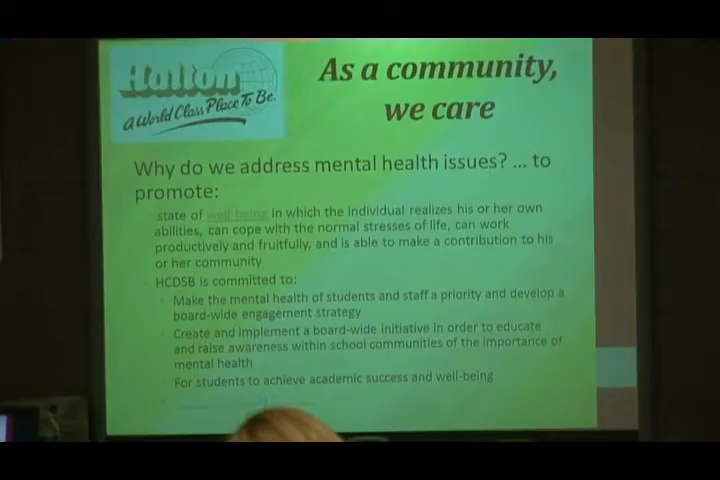 Halton
A World Class Place To Be.
As a community,
we care
Why do we address mental health issues? ... to
promote:
state of well-being in which the individual realizes his or her own
abilities, can cope with the normal stresses of life, can work
productively and fruitfully, and is able to make a contribution to his
or her community
HCDSB is committed to:
Make the mental health of students and staff a priority and develop a
board-wide engagement strategy
Create and implement a board-wide initiative in order to educate
and raise awareness within school communities of the importance of
mental health
For students to achieve academic success and well-being